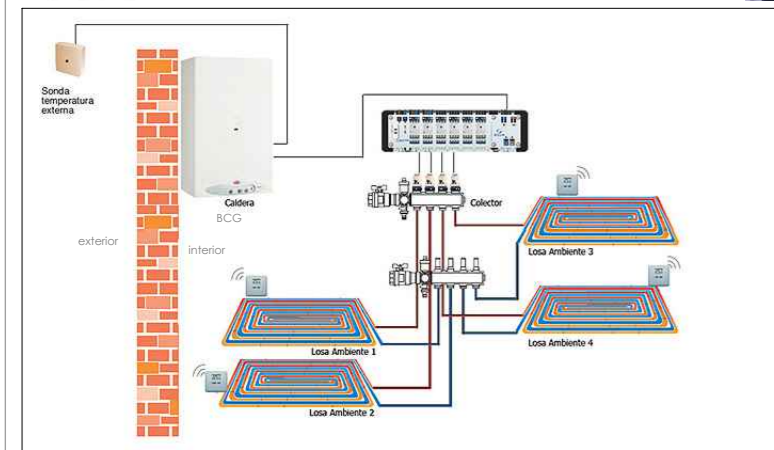 Sonda
temperatura
externa
Caldera
BCG
Colector
exterior
interior
Losa Ambiente 3
Losa Ambiente 1
Losa Ambiente 4
Losa Ambiente 2